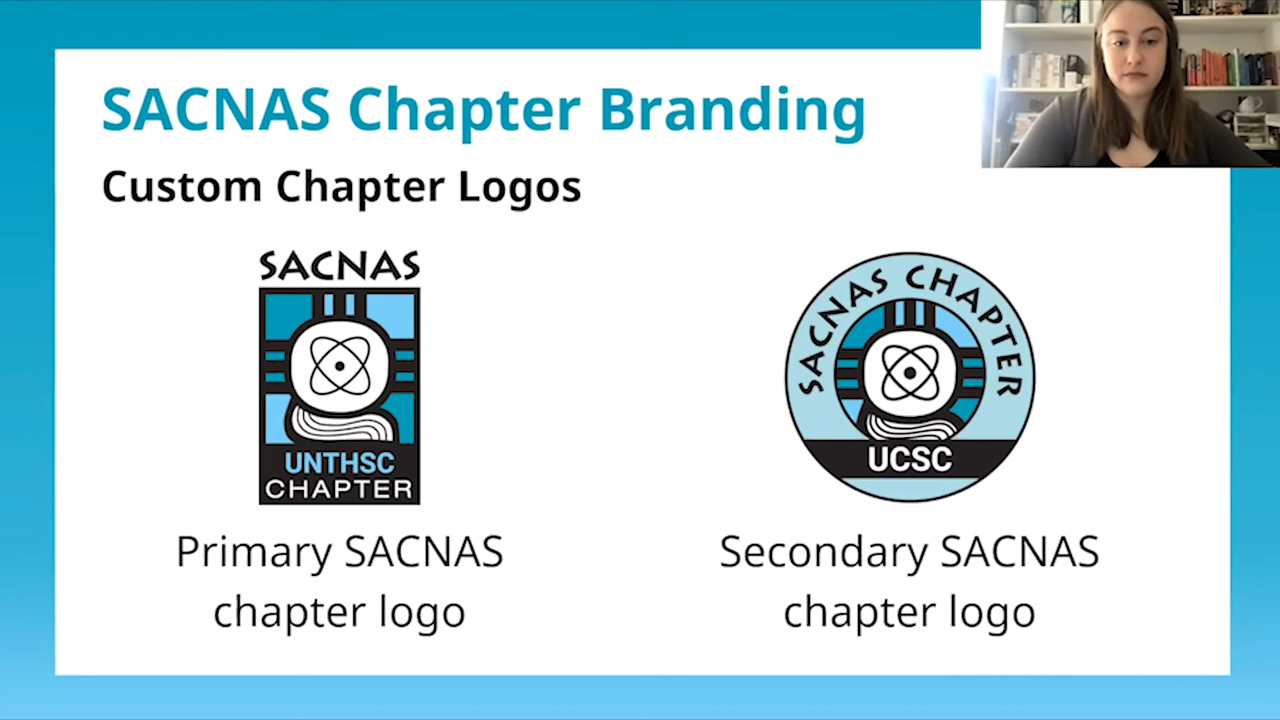 SACNAS Chapter Branding
Custom Chapter Logos
SACNAS
UNTHSC
CHAPTER
SACNAS CHAPTER
UCSC
Primary SACNAS
chapter logo
Secondary SACNAS
chapter logo